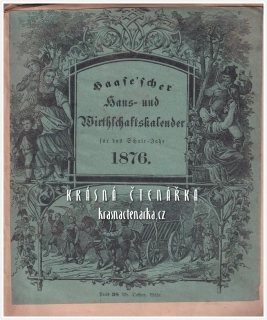 Haase'scher
Haus- und
Wirthschaftskalender
für das Schalt-Jahr
1876.
KRÁSNÁ ČTENÁŘKA
krasnactenarka.cz